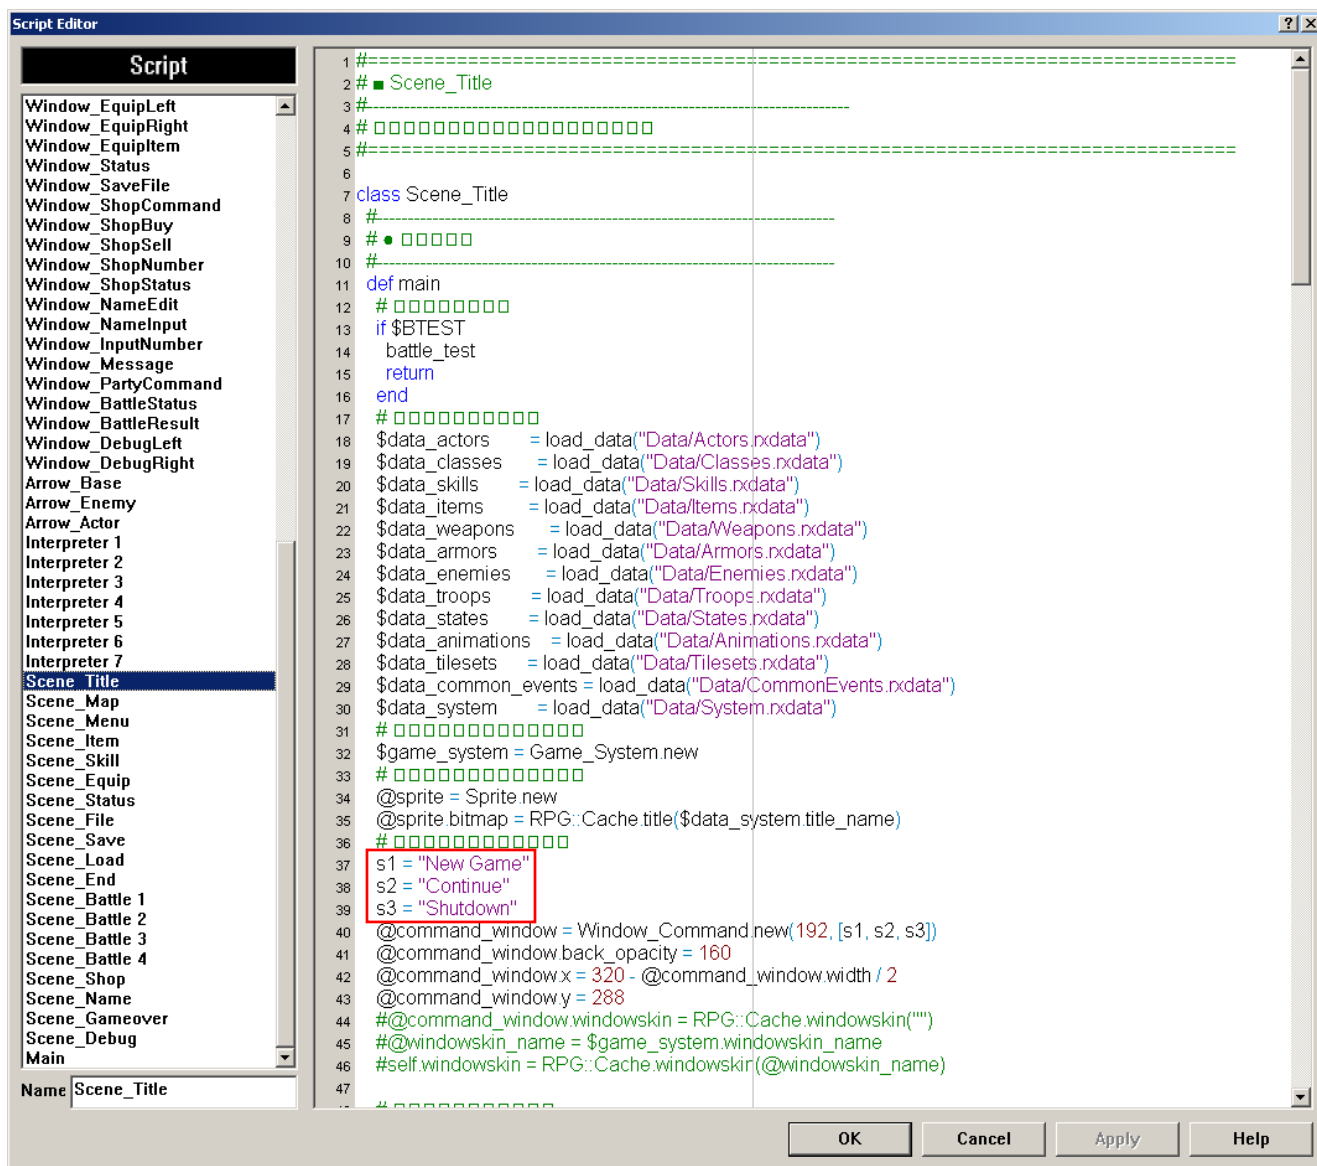 Script Editor
Script
Window_EquipLeft
Window_EquipRight
Window_EquipItem
Window_Status
Window_SaveFile
Window_ShopCommand
Window_ShopBuy
Window_ShopSell
Window_ShopNumber
Window_ShopStatus
Window_NameEdit
Window_NameInput
Window_InputNumber
Window_Message
Window_PartyCommand
Window_BattleStatus
Window_BattleResult
Window_DebugLeft
Window_DebugRight
Arrow_Base
Arrow_Enemy
Arrow_Actor
Interpreter 1
Interpreter 2
Interpreter 3
Interpreter 4
Interpreter 5
Interpreter 6
Interpreter 7
Scene_Title
Scene_Map
Scene_Menu
Scene_Item
Scene_Skill
Scene_Equip
Scene_Status
Scene_File
Scene_Save
Scene_Load
Scene_End
Scene_Battle 1
Scene_Battle 2
Scene_Battle 3
Scene_Battle 4
Scene_Shop
Scene_Name
Scene_Gameover
Scene_Debug
Main
Name Scene_Title
1 #==============================================================================
2 # ■ Scene_Title
3 #------------------------------------------------------------------------------
4 # □□□□□□□□□□□□□□□□□□□
5 #==============================================================================
6
7 class Scene_Title
8 #--------------------------------------------------------------------------
9 # ● □□□□□
10 #--------------------------------------------------------------------------
11 def main
12 # □□□□□□□□
13 if $BTEST
14 battle_test
15 return
16 end
17 # □□□□□□□□□□
18 $data_actors = load_data("Data/Actors.rxdata")
19 $data_classes = load_data("Data/Classes.rxdata")
20 $data_skills = load_data("Data/Skills.rxdata")
21 $data_items = load_data("Data/Items.rxdata")
22 $data_weapons = load_data("Data/Weapons.rxdata")
23 $data_armors = load_data("Data/Armors.rxdata")
24 $data_enemies = load_data("Data/Enemies.rxdata")
25 $data_troops = load_data("Data/Troops.rxdata")
26 $data_states = load_data("Data/States.rxdata")
27 $data_animations = load_data("Data/Animations.rxdata")
28 $data_tilesets = load_data("Data/Tilesets.rxdata")
29 $data_common_events = load_data("Data/CommonEvents.rxdata")
30 $data_system = load_data("Data/System.rxdata")
31 # □□□□□□□□□□□□□
32 $game_system = Game_System.new
33 # □□□□□□□□□□□□□
34 @sprite = Sprite.new
35 @sprite.bitmap = RPG::Cache.title($data_system.title_name)
36 # □□□□□□□□□□□□
37 s1 = "New Game"
38 s2 = "Continue"
39 s3 = "Shutdown"
40 @command_window = Window_Command.new(192, [s1, s2, s3])
41 @command_window.back_opacity = 160
42 @command_window.x = 320 - @command_window.width / 2
43 @command_window.y = 288
44 #@command_window.windowskin = RPG::Cache.windowskin("")
45 #@windowskin_name = $game_system.windowskin_name
46 #self.windowskin = RPG::Cache.windowskin(@windowskin_name)
47
OK
Cancel
Apply
Help